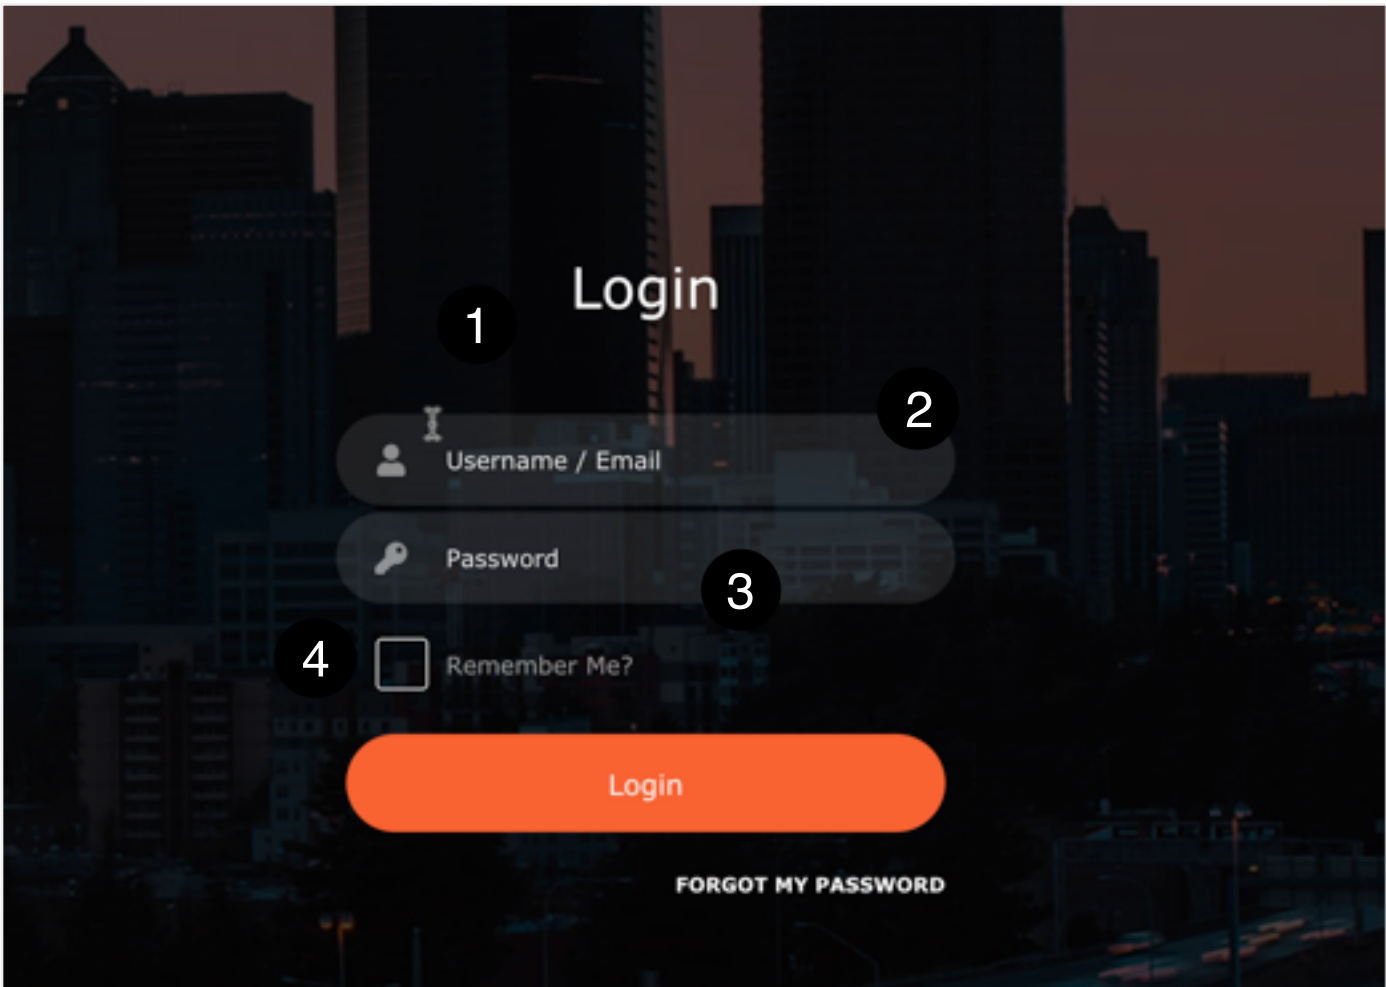 Login
1
2
Username / Email
Password
3
4
Remember Me?
Login
FORGOT MY PASSWORD